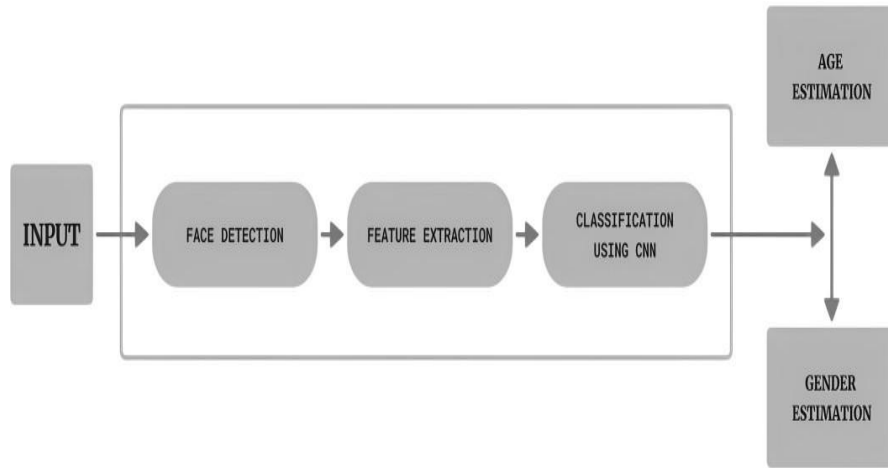 INPUT
FACE DETECTION
FEATURE EXTRACTION
CLASSIFICATION
USING CNN
AGE
ESTIMATION
GENDER
ESTIMATION